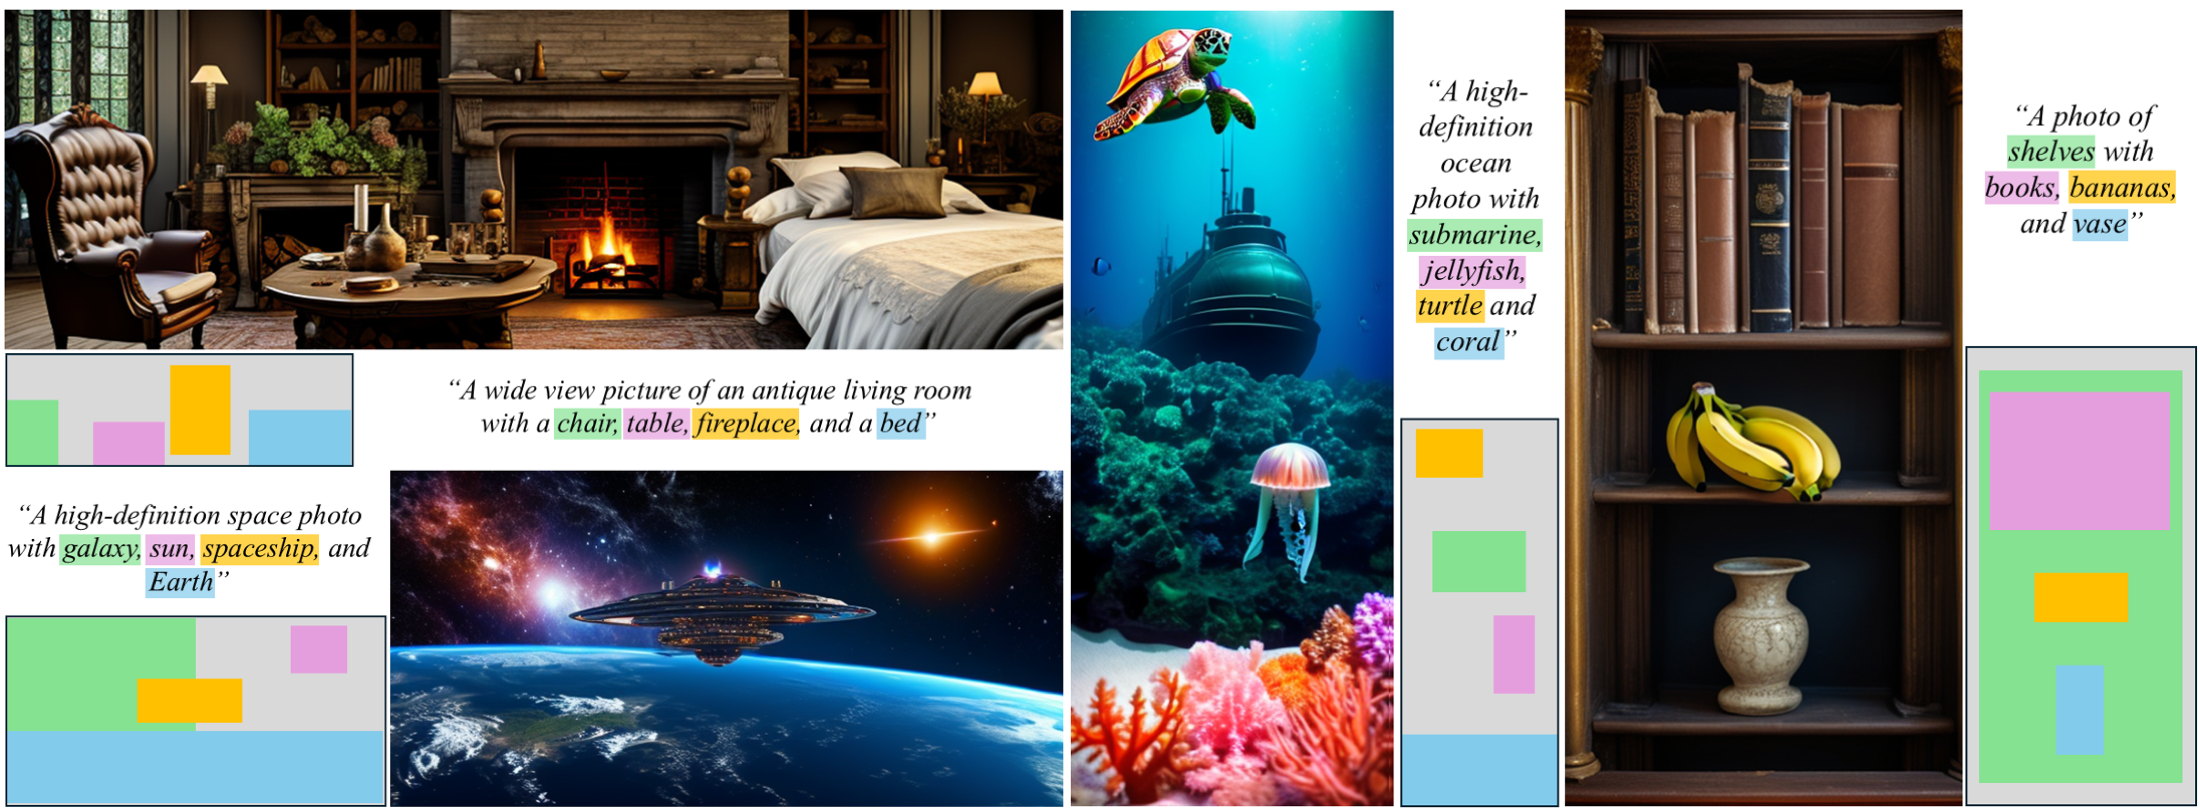 “A wide view picture of an antique living room
with a chair, table, fireplace, and a bed”
“A high-definition space photo
with galaxy, sun, spaceship, and
Earth”
“A high-
definition
ocean
photo with
submarine,
jellyfish,
turtle and
coral”
“A photo of
shelves with
books, bananas,
and vase”